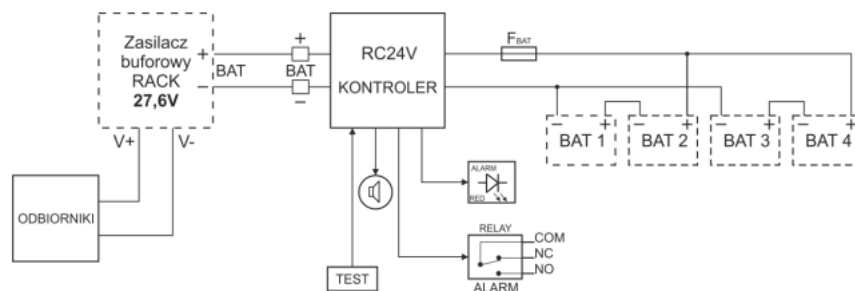 Zasilacz
buforowy
RACK
27,6V
+
BAT
−
V+
V-
ODBIORNIKI
+
BAT
−
RC24V
KONTROLER
FBAT
− +
BAT 1
− +
BAT 2
− +
BAT 3
− +
BAT 4
ALARM
RED
RELAY
COM
NC
NO
ALARM
TEST